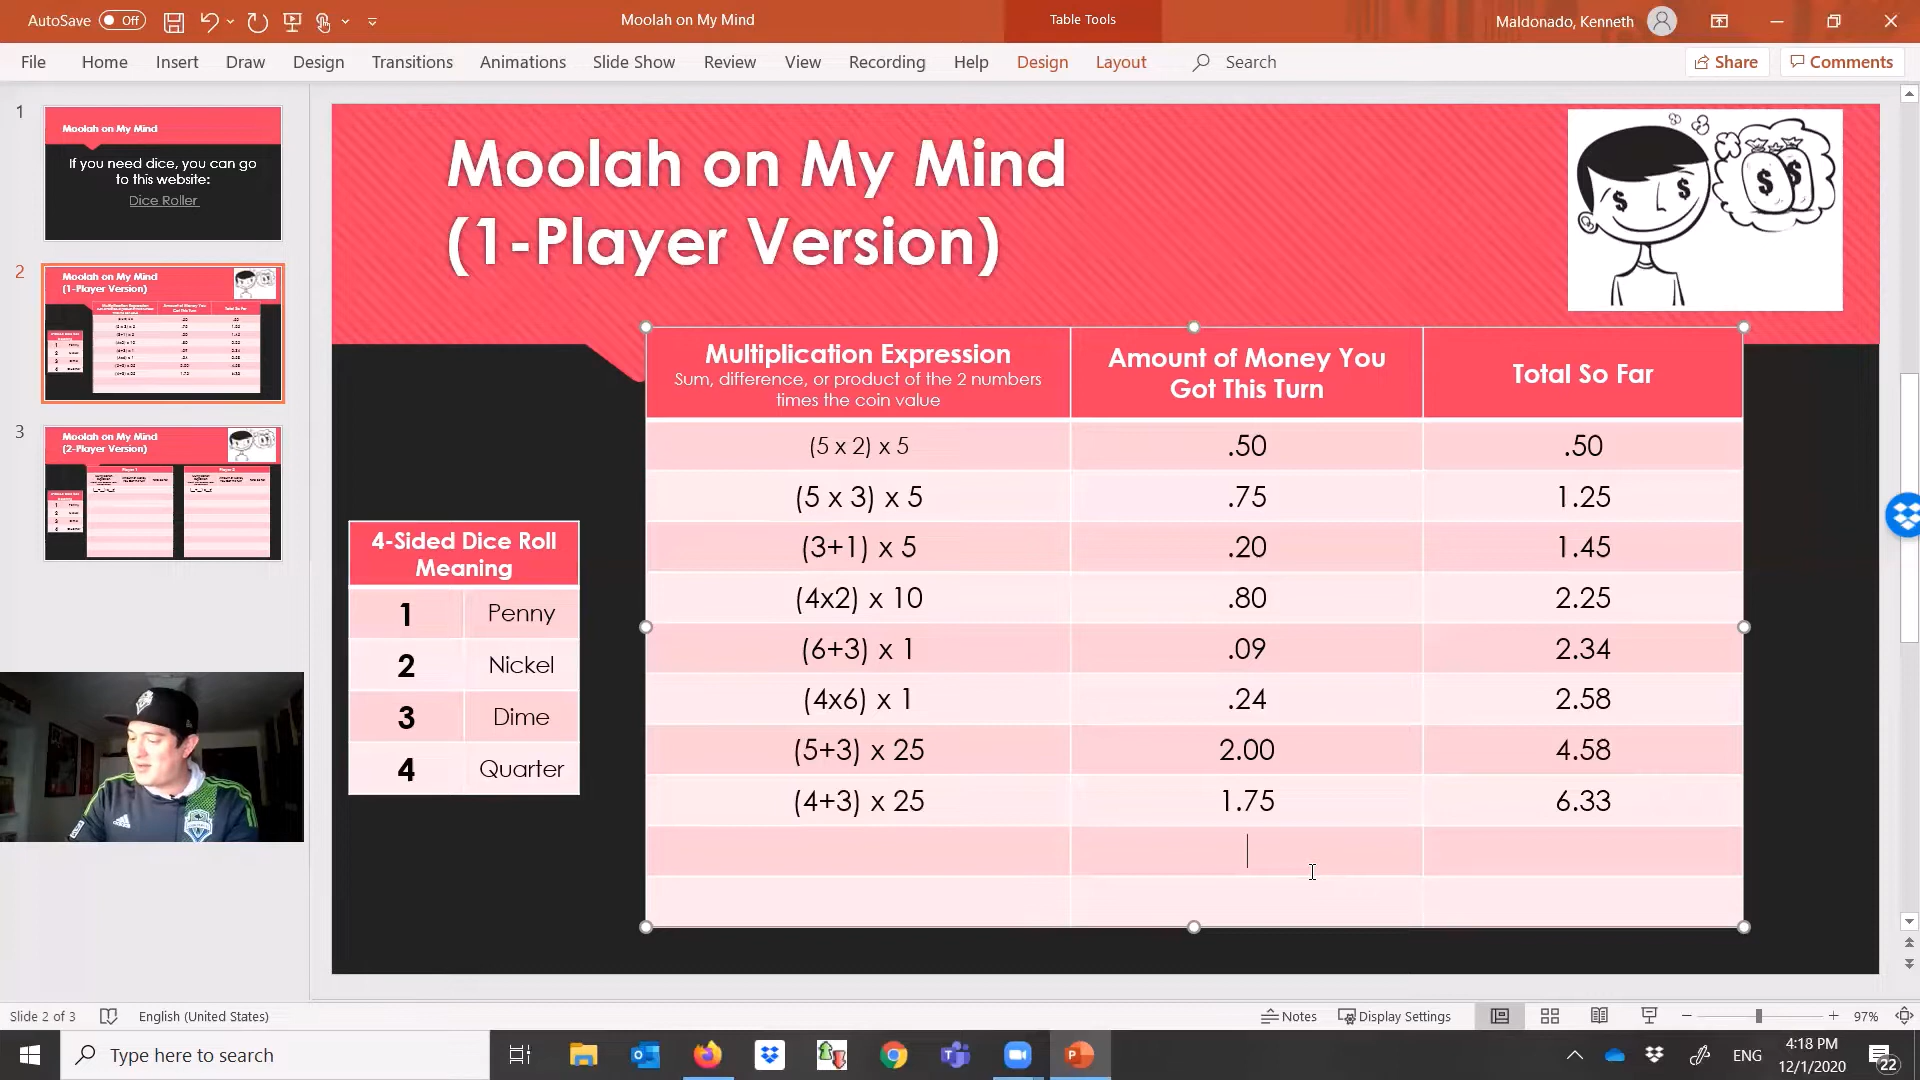 AutoSave Off
Moolah on My Mind
Table Tools
Maldonado, Kenneth
File Home Insert Draw Design Transitions Animations Slide Show Review View Recording Help Design Layout Search Share Comments
1
Moolah on My Mind
If you need dice, you can go
to this website:
Dice Roller
2
Moolah on My Mind
(1-Player Version)
3
Moolah on My Mind
(2-Player Version)
Player 1
Moolah on My Mind
(1-Player Version)
$ $ $ $
4-Sided Dice Roll
Meaning
1 Penny
2 Nickel
3 Dime
4 Quarter
Multiplication Expression
Sum, difference, or product of the 2 numbers
times the coin value
Amount of Money You
Got This Turn
Total So Far
(5 x 2) x 5 .50 .50
(5 x 3) x 5 .75 1.25
(3+1) x 5 .20 1.45
(4x2) x 10 .80 2.25
(6+3) x 1 .09 2.34
(4x6) x 1 .24 2.58
(5+3) x 25 2.00 4.58
(4+3) x 25 1.75 6.33
Slide 2 of 3 English (United States) Notes Display Settings 97%
Type here to search
ENG
4:18 PM
12/1/2020
22